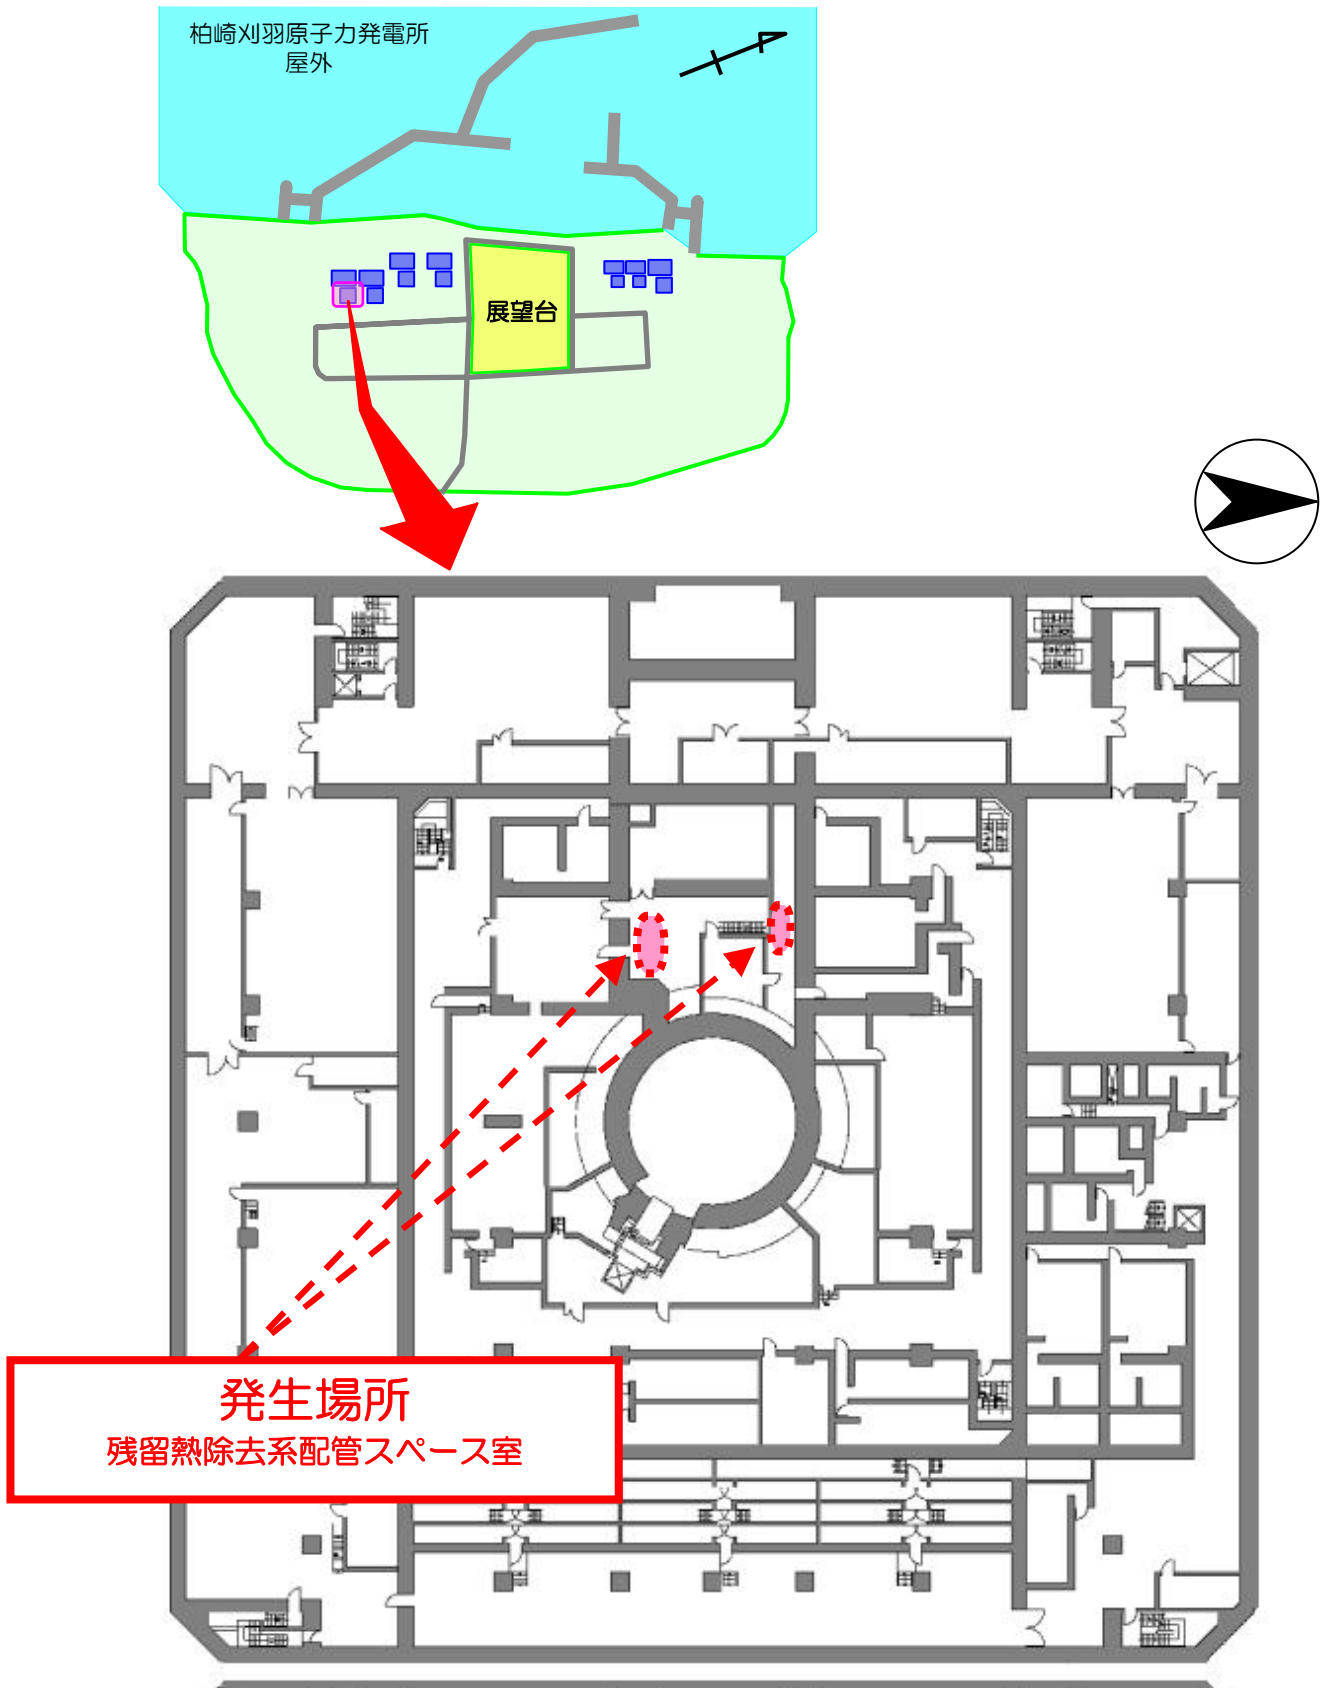 柏崎刈羽原子力発電所
屋外
展望台
発生場所
残留熱除去系配管スペース室